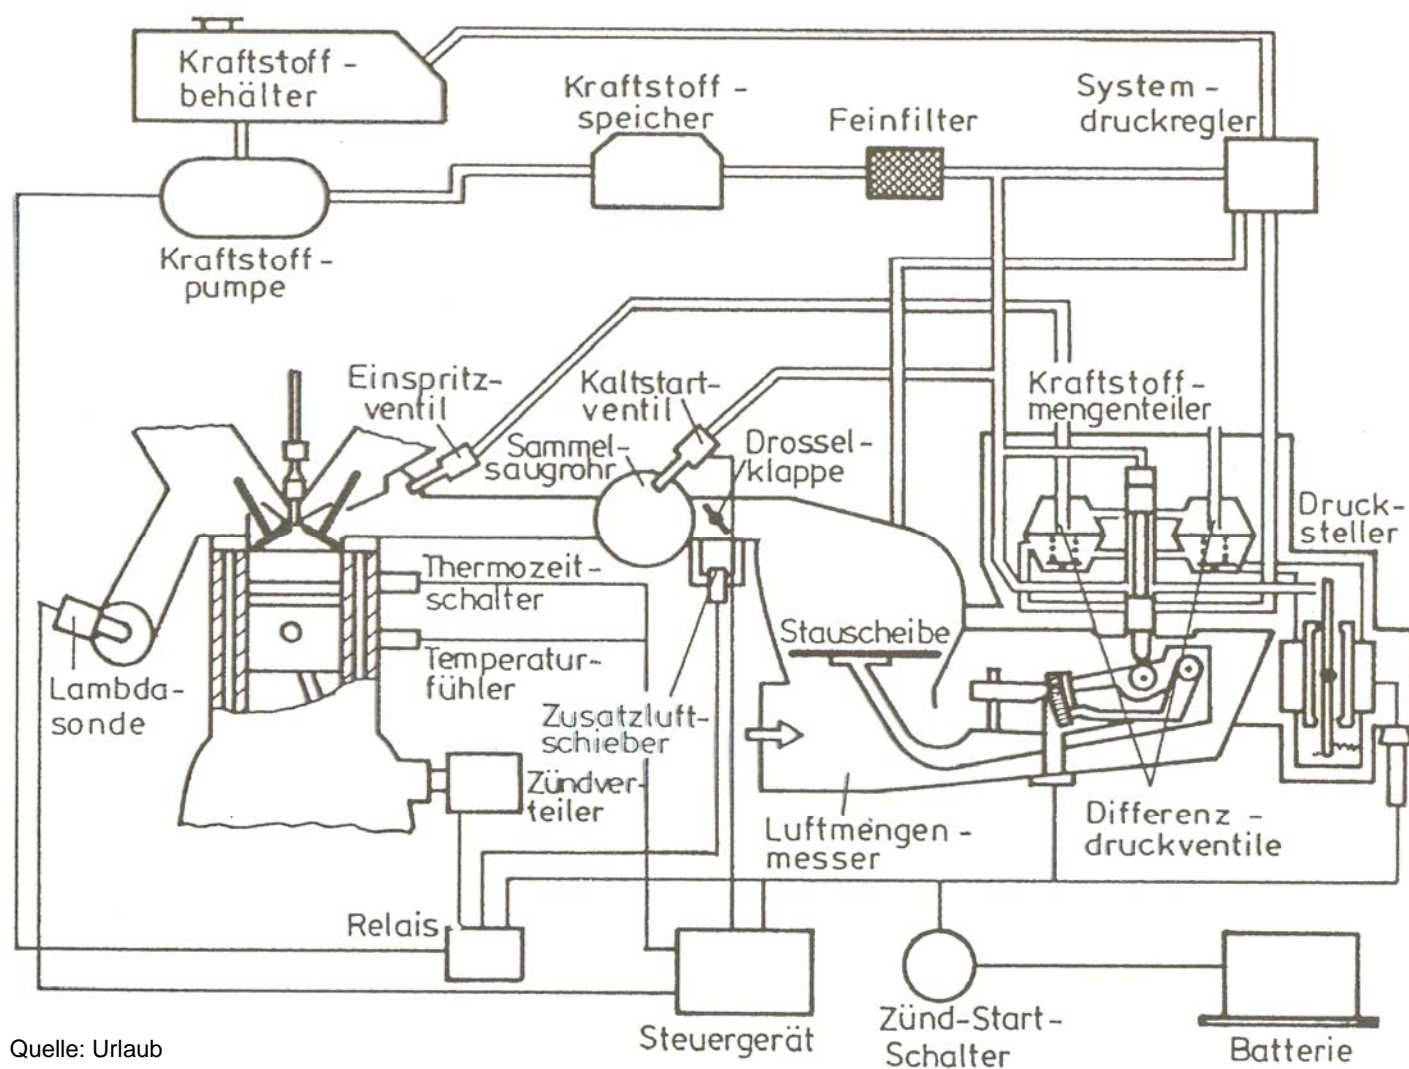 Kraftstoff-
behälter
Kraftstoff-
speicher
Feinfilter
System-
druckregler
Kraftstoff-
pumpe
Einspritz-
ventil
Kaltstart-
ventil
Sammel-
saugrohr
Drossel-
klappe
Kraftstoff-
mengenteiler
Druck-
steller
Thermozeit-
schalter
Temperatur-
fühler
Lambda-
sonde
Stauscheibe
Zusatzluft-
schieber
Zündver-
teiler
Luftmengen-
messer
Differenz-
druckventile
Relais
Steuergerät
Zünd-Start-
Schalter
Batterie
Quelle: Urlaub